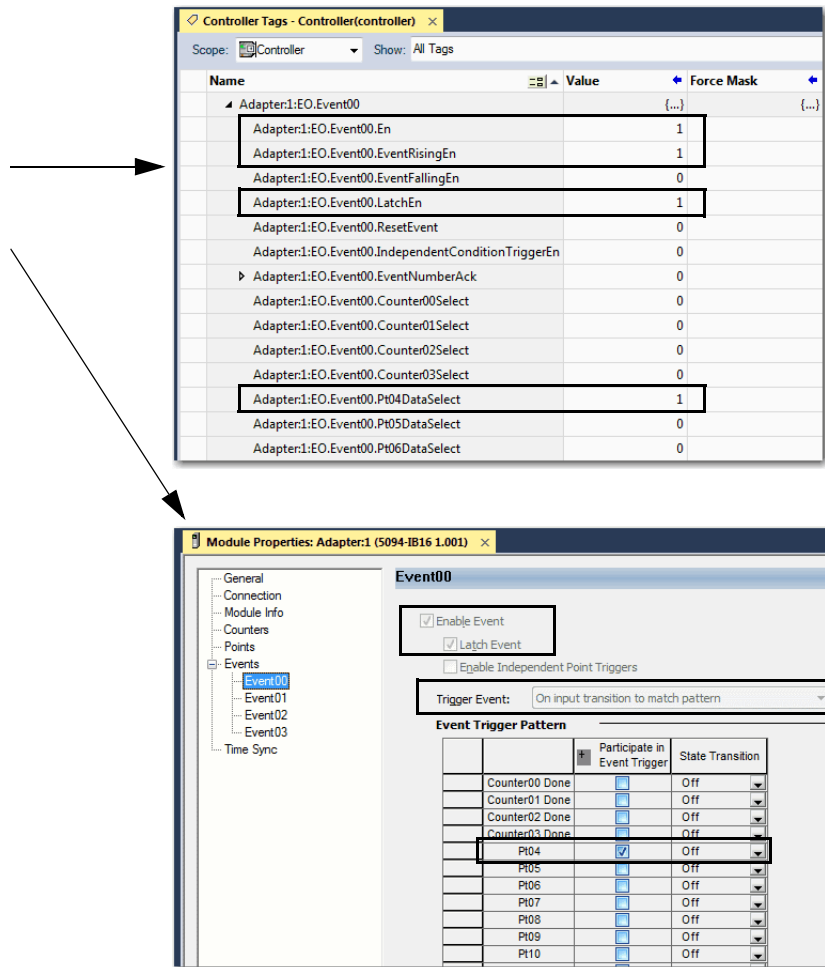 Controller Tags - Controller(controller) ×
Scope: Controller Show: All Tags
Name Value Force Mask
Adapter:1:EO.Event00 {...} {...}
Adapter:1:EO.Event00.En 1
Adapter:1:EO.Event00.EventRisingEn 1
Adapter:1:EO.Event00.EventFallingEn 0
Adapter:1:EO.Event00.LatchEn 1
Adapter:1:EO.Event00.ResetEvent 0
Adapter:1:EO.Event00.IndependentConditionTriggerEn 0
Adapter:1:EO.Event00.EventNumberAck 0
Adapter:1:EO.Event00.Counter00Select 0
Adapter:1:EO.Event00.Counter01Select 0
Adapter:1:EO.Event00.Counter02Select 0
Adapter:1:EO.Event00.Counter03Select 0
Adapter:1:EO.Event00.Pt04DataSelect 1
Adapter:1:EO.Event00.Pt05DataSelect 0
Adapter:1:EO.Event00.Pt06DataSelect 0
Module Properties: Adapter:1 (5094-IB16 1.001) ×
General
Connection
Module Info
Counters
Points
Events
Event00
Event01
Event02
Event03
Time Sync
Event00
Enable Event
Latch Event
Enable Independent Point Triggers
Trigger Event: On input transition to match pattern
Event Trigger Pattern
Participate in
Event Trigger State Transition
Counter00 Done Off
Counter01 Done Off
Counter02 Done Off
Counter03 Done Off
Pt04 Off
Pt05 Off
Pt06 Off
Pt07 Off
Pt08 Off
Pt09 Off
Pt10 Off